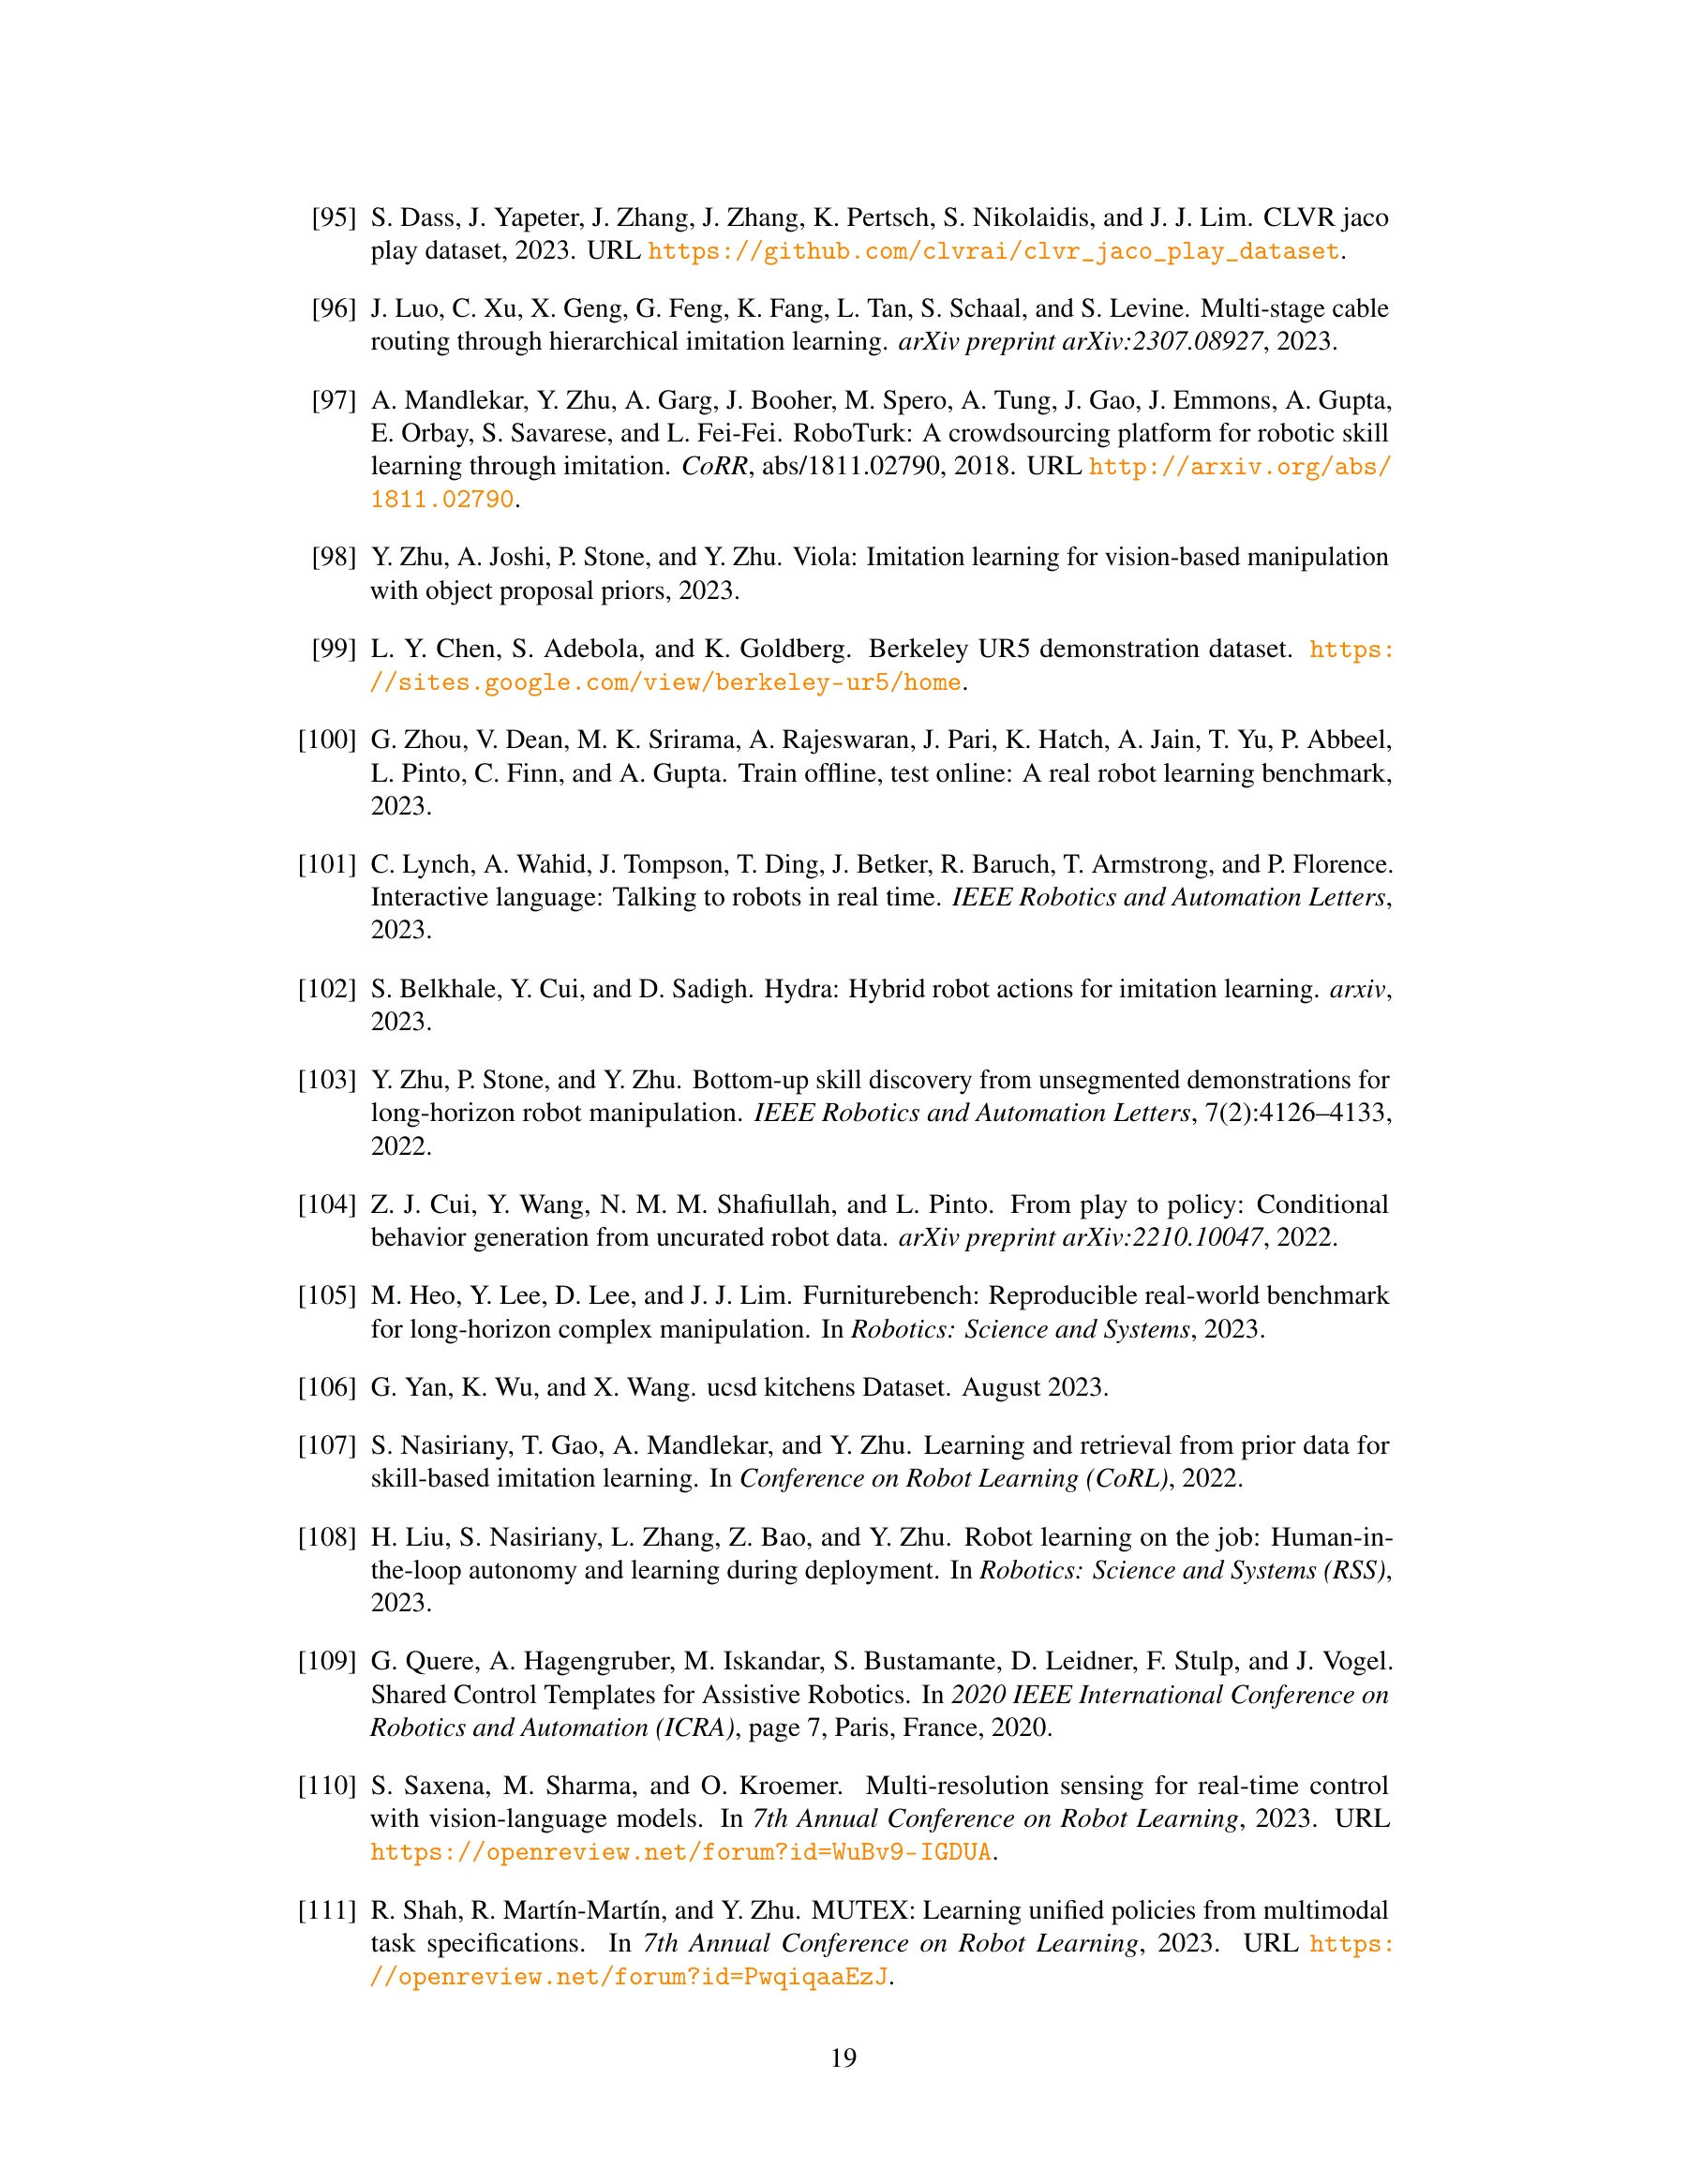 [95] S. Dass, J. Yapeter, J. Zhang, J. Zhang, K. Pertsch, S. Nikolaidis, and J. J. Lim. CLVR jaco
play dataset, 2023. URL https://github.com/clvrai/clvr_jaco_play_dataset.
[96] J. Luo, C. Xu, X. Geng, G. Feng, K. Fang, L. Tan, S. Schaal, and S. Levine. Multi-stage cable
routing through hierarchical imitation learning. arXiv preprint arXiv:2307.08927, 2023.
[97] A. Mandlekar, Y. Zhu, A. Garg, J. Booher, M. Spero, A. Tung, J. Gao, J. Emmons, A. Gupta,
E. Orbay, S. Savarese, and L. Fei-Fei. RoboTurk: A crowdsourcing platform for robotic skill
learning through imitation. CoRR, abs/1811.02790, 2018. URL http://arxiv.org/abs/
1811.02790.
[98] Y. Zhu, A. Joshi, P. Stone, and Y. Zhu. Viola: Imitation learning for vision-based manipulation
with object proposal priors, 2023.
[99] L. Y. Chen, S. Adebola, and K. Goldberg. Berkeley UR5 demonstration dataset. https:
//sites.google.com/view/berkeley-ur5/home.
[100] G. Zhou, V. Dean, M. K. Srirama, A. Rajeswaran, J. Pari, K. Hatch, A. Jain, T. Yu, P. Abbeel,
L. Pinto, C. Finn, and A. Gupta. Train offline, test online: A real robot learning benchmark,
2023.
[101] C. Lynch, A. Wahid, J. Tompson, T. Ding, J. Betker, R. Baruch, T. Armstrong, and P. Florence.
Interactive language: Talking to robots in real time. IEEE Robotics and Automation Letters,
2023.
[102] S. Belkhale, Y. Cui, and D. Sadigh. Hydra: Hybrid robot actions for imitation learning. arxiv,
2023.
[103] Y. Zhu, P. Stone, and Y. Zhu. Bottom-up skill discovery from unsegmented demonstrations for
long-horizon robot manipulation. IEEE Robotics and Automation Letters, 7(2):4126–4133,
2022.
[104] Z. J. Cui, Y. Wang, N. M. M. Shafiullah, and L. Pinto. From play to policy: Conditional
behavior generation from uncurated robot data. arXiv preprint arXiv:2210.10047, 2022.
[105] M. Heo, Y. Lee, D. Lee, and J. J. Lim. Furniturebench: Reproducible real-world benchmark
for long-horizon complex manipulation. In Robotics: Science and Systems, 2023.
[106] G. Yan, K. Wu, and X. Wang. ucsd kitchens Dataset. August 2023.
[107] S. Nasiriany, T. Gao, A. Mandlekar, and Y. Zhu. Learning and retrieval from prior data for
skill-based imitation learning. In Conference on Robot Learning (CoRL), 2022.
[108] H. Liu, S. Nasiriany, L. Zhang, Z. Bao, and Y. Zhu. Robot learning on the job: Human-in-
the-loop autonomy and learning during deployment. In Robotics: Science and Systems (RSS),
2023.
[109] G. Quere, A. Hagengruber, M. Iskandar, S. Bustamante, D. Leidner, F. Stulp, and J. Vogel.
Shared Control Templates for Assistive Robotics. In 2020 IEEE International Conference on
Robotics and Automation (ICRA), page 7, Paris, France, 2020.
[110] S. Saxena, M. Sharma, and O. Kroemer. Multi-resolution sensing for real-time control
with vision-language models. In 7th Annual Conference on Robot Learning, 2023. URL
https://openreview.net/forum?id=WuBv9-IGDUA.
[111] R. Shah, R. Martín-Martín, and Y. Zhu. MUTEX: Learning unified policies from multimodal
task specifications. In 7th Annual Conference on Robot Learning, 2023. URL https:
//openreview.net/forum?id=PwqiqaaEzJ.
19